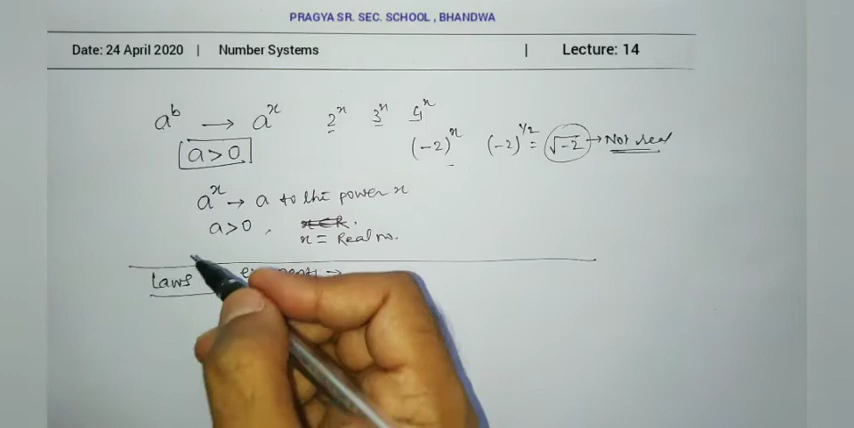 PRAGYA SR. SEC. SCHOOL , BHANDWA
Date: 24 April 2020 | Number Systems | Lecture: 14
a^b → a^x 2^x 3^x 5^x
a>0 (-2)^x (-2)^1/2 = √-2 → Not real
a^x → a to the power x
a>0 , x∈R.
x = Real no.
Laws